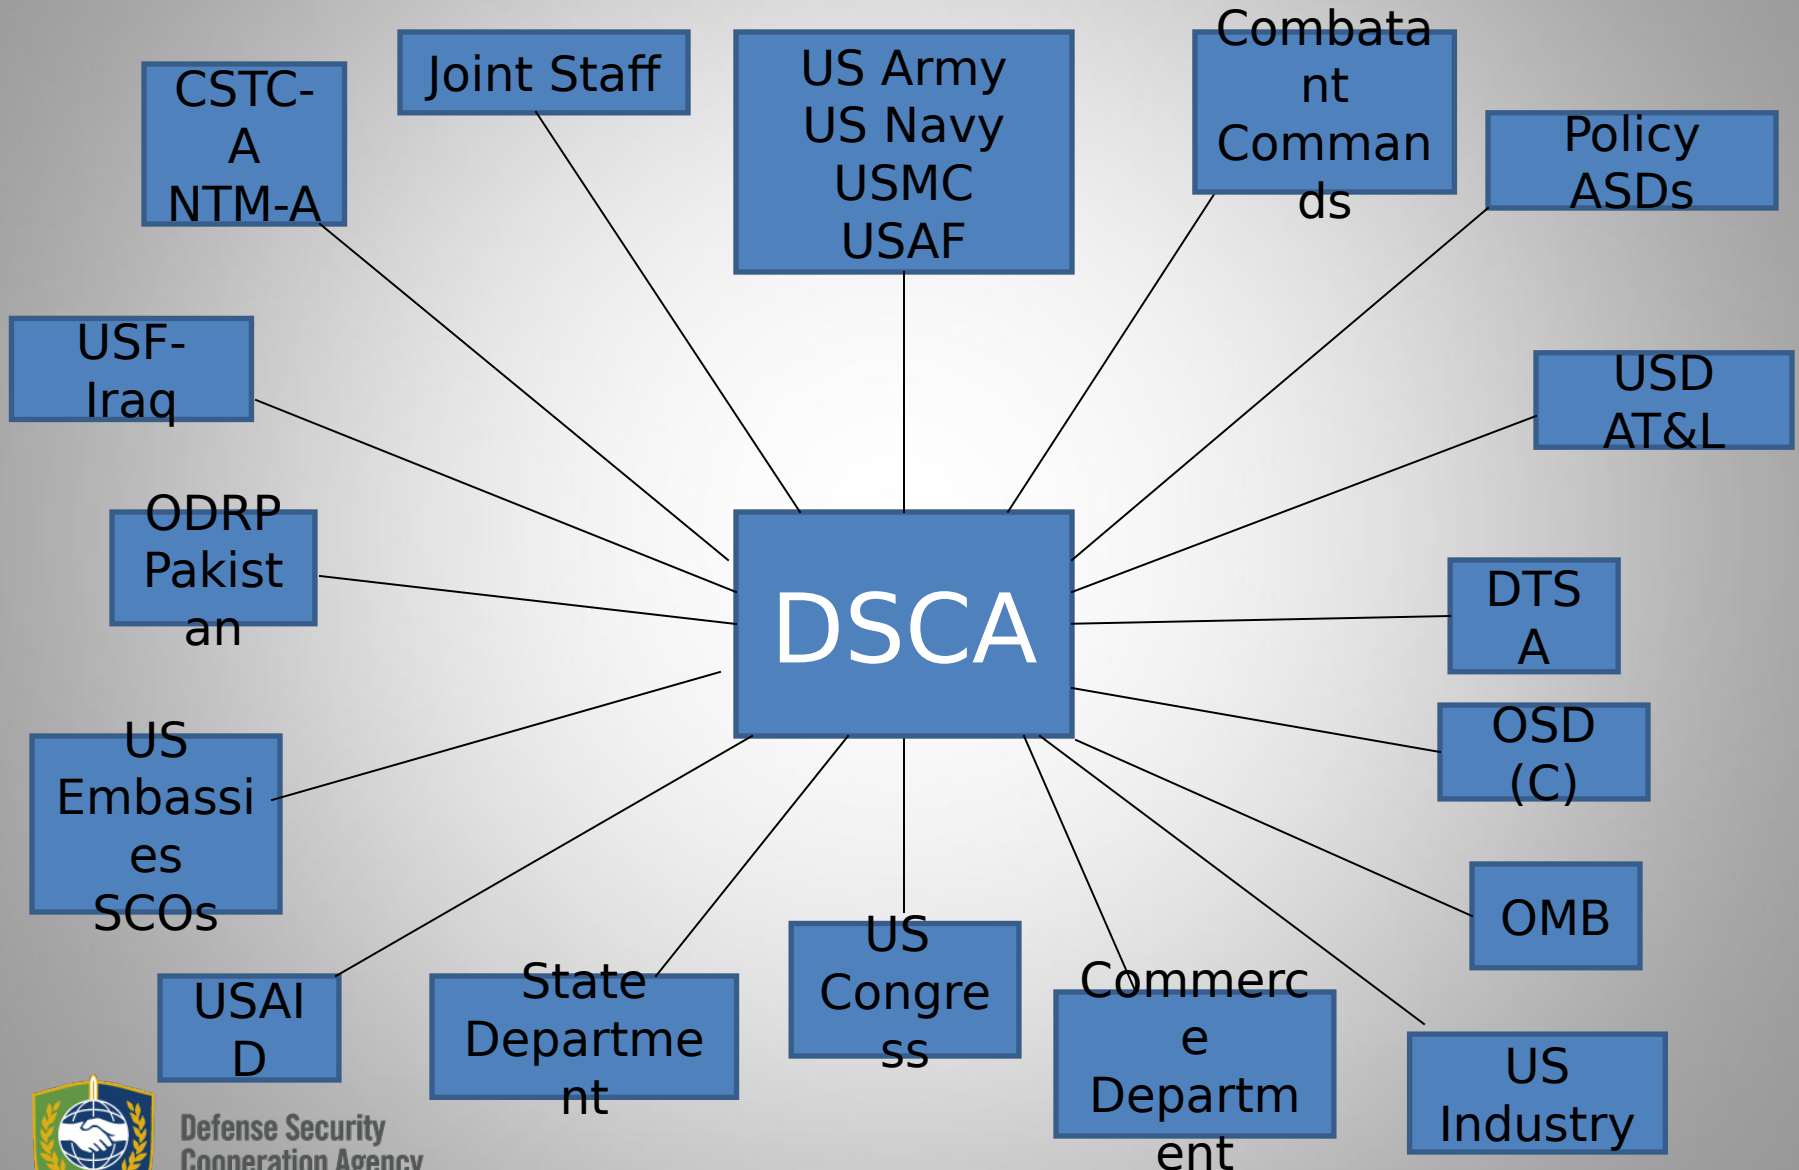 CSTC-
A
NTM-A
Joint Staff
US Army
US Navy
USMC
USAF
Combata
nt
Comman
ds
Policy
ASDs
USF-
Iraq
USD
AT&L
ODRP
Pakist
an
DSCA
DTS
A
US
Embassi
es
SCOs
OSD
(C)
OMB
USAI
D
State
Departme
nt
US
Congre
ss
Commerc
e
Departm
ent
US
Industry
Defense Security
Cooperation Agency